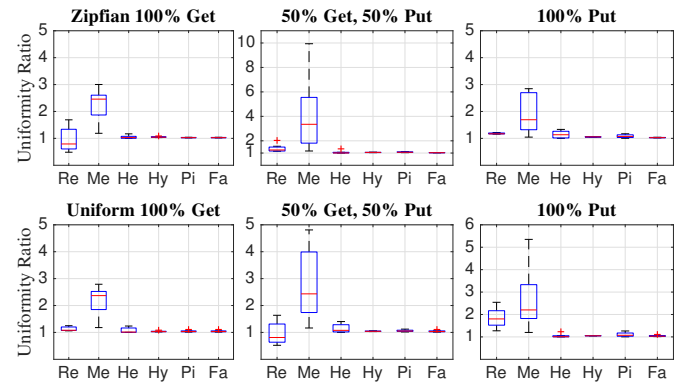 Zipfian 100% Get
50% Get, 50% Put
100% Put
Uniformity Ratio
5
4
3
2
1
Re Me He Hy Pi Fa
10
8
6
4
2
1
Re Me He Hy Pi Fa
5
4
3
2
1
Re Me He Hy Pi Fa
Uniform 100% Get
50% Get, 50% Put
100% Put
Uniformity Ratio
5
4
3
2
1
Re Me He Hy Pi Fa
5
4
3
2
1
Re Me He Hy Pi Fa
6
5
4
3
2
1
Re Me He Hy Pi Fa